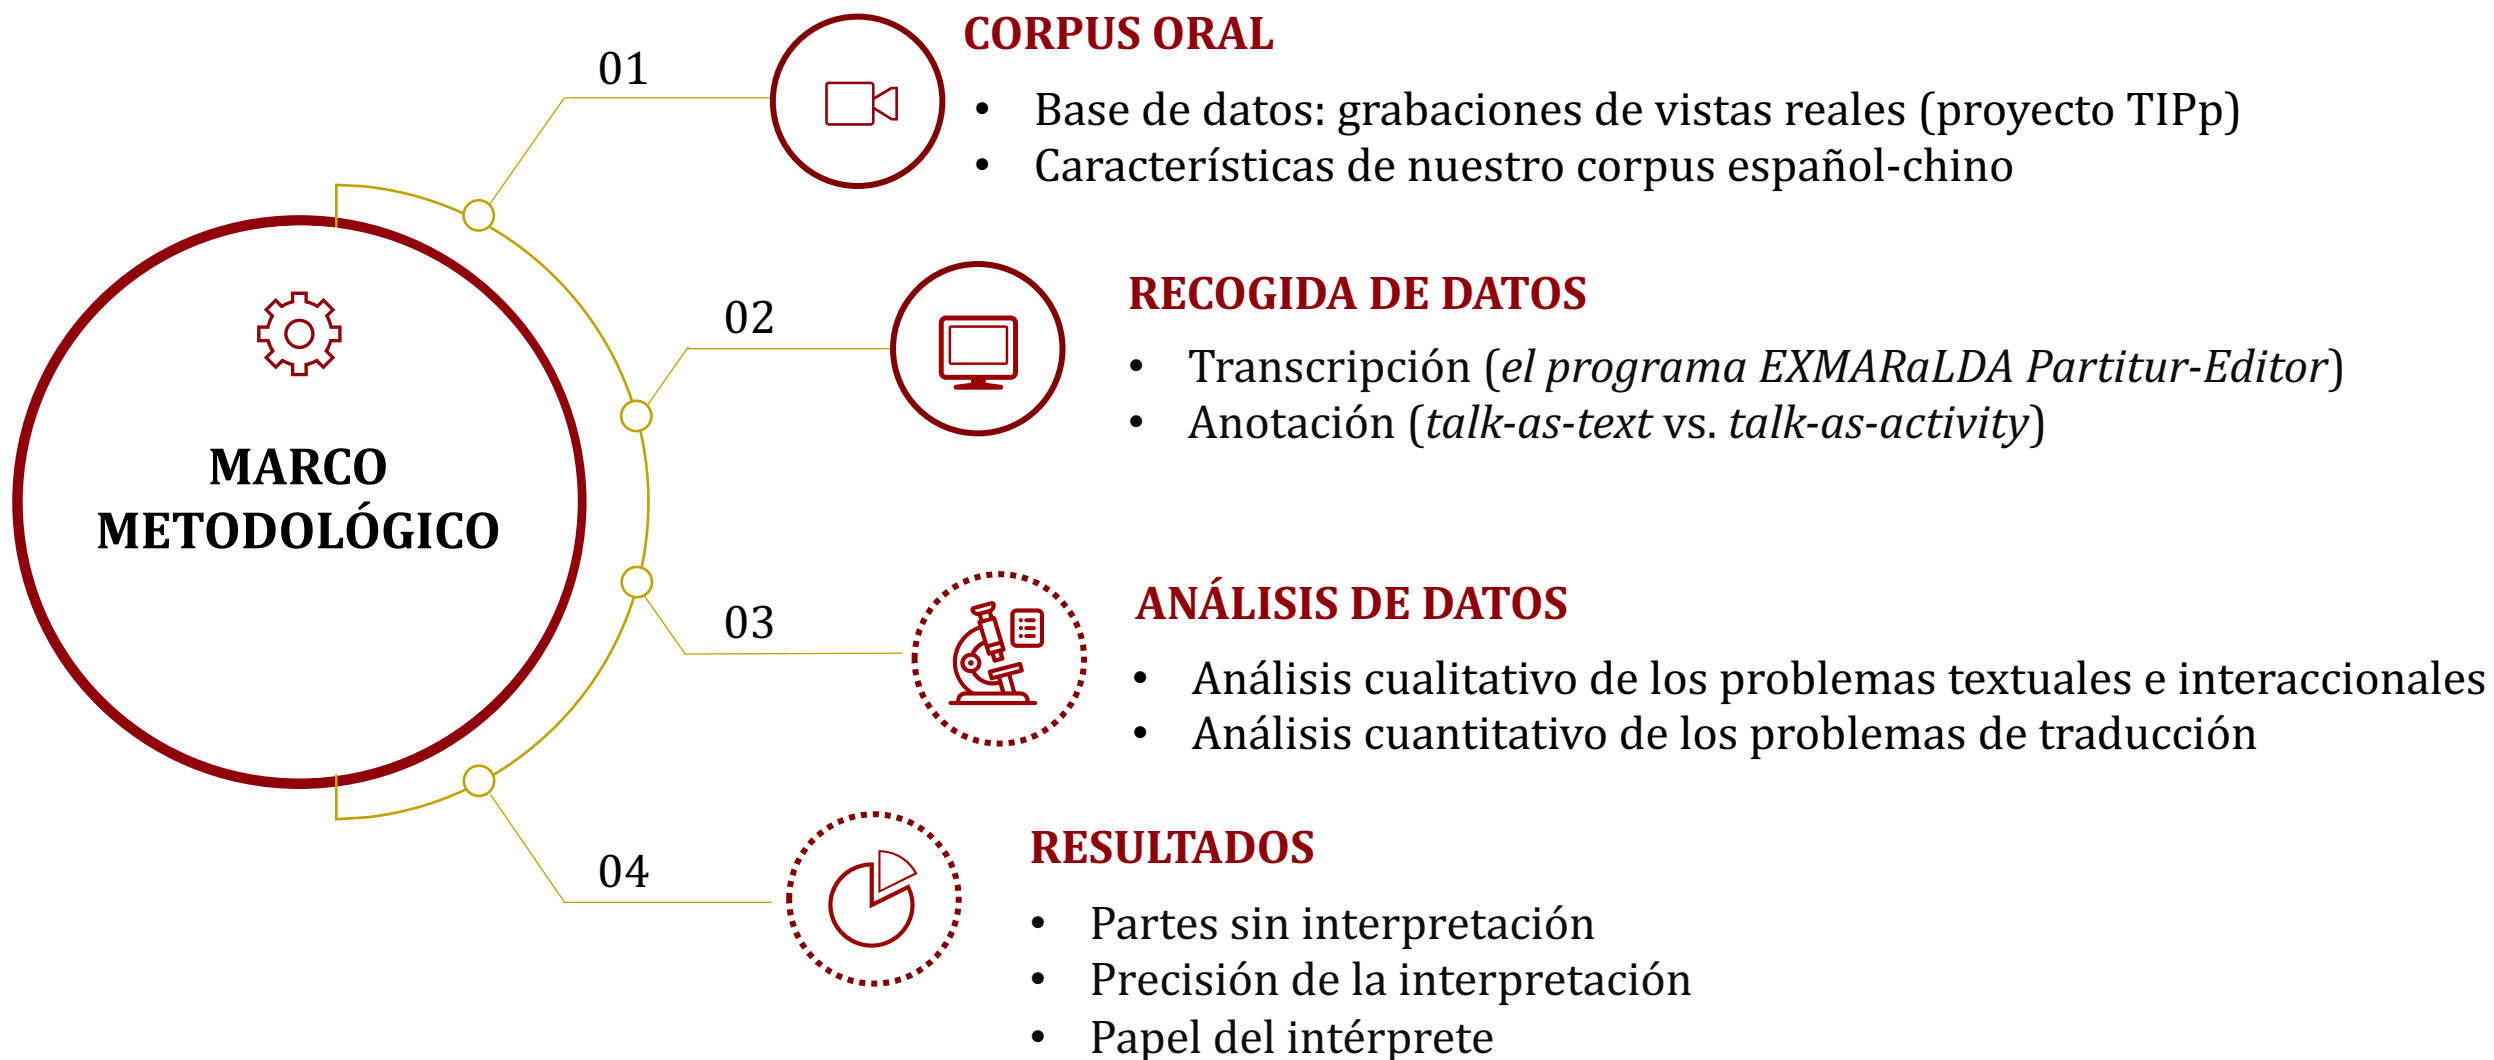 01
CORPUS ORAL
• Base de datos: grabaciones de vistas reales (proyecto TIPp)
• Características de nuestro corpus español-chino
02
RECOGIDA DE DATOS
• Transcripción (el programa EXMARaLDA Partitur-Editor)
• Anotación (talk-as-text vs. talk-as-activity)
MARCO
METODOLÓGICO
03
ANÁLISIS DE DATOS
• Análisis cualitativo de los problemas textuales e interaccionales
• Análisis cuantitativo de los problemas de traducción
04
RESULTADOS
• Partes sin interpretación
• Precisión de la interpretación
• Papel del intérprete